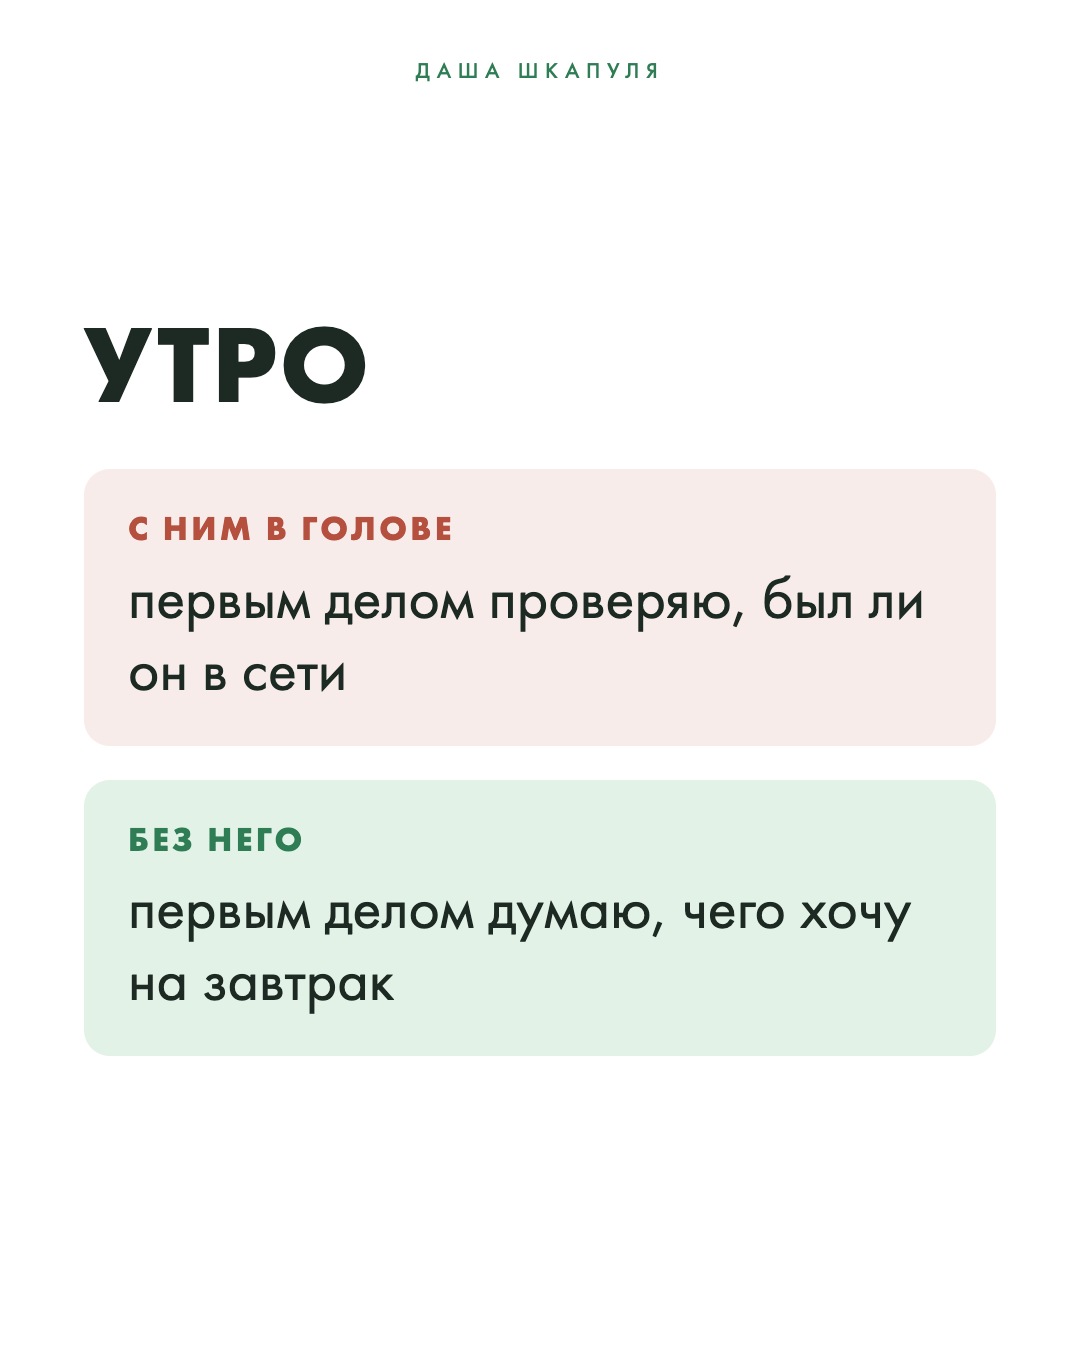 ДАША ШКАПУЛЯ
УТРО
С НИМ В ГОЛОВЕ
первым делом проверяю, был ли
он в сети
БЕЗ НЕГО
первым делом думаю, чего хочу
на завтрак